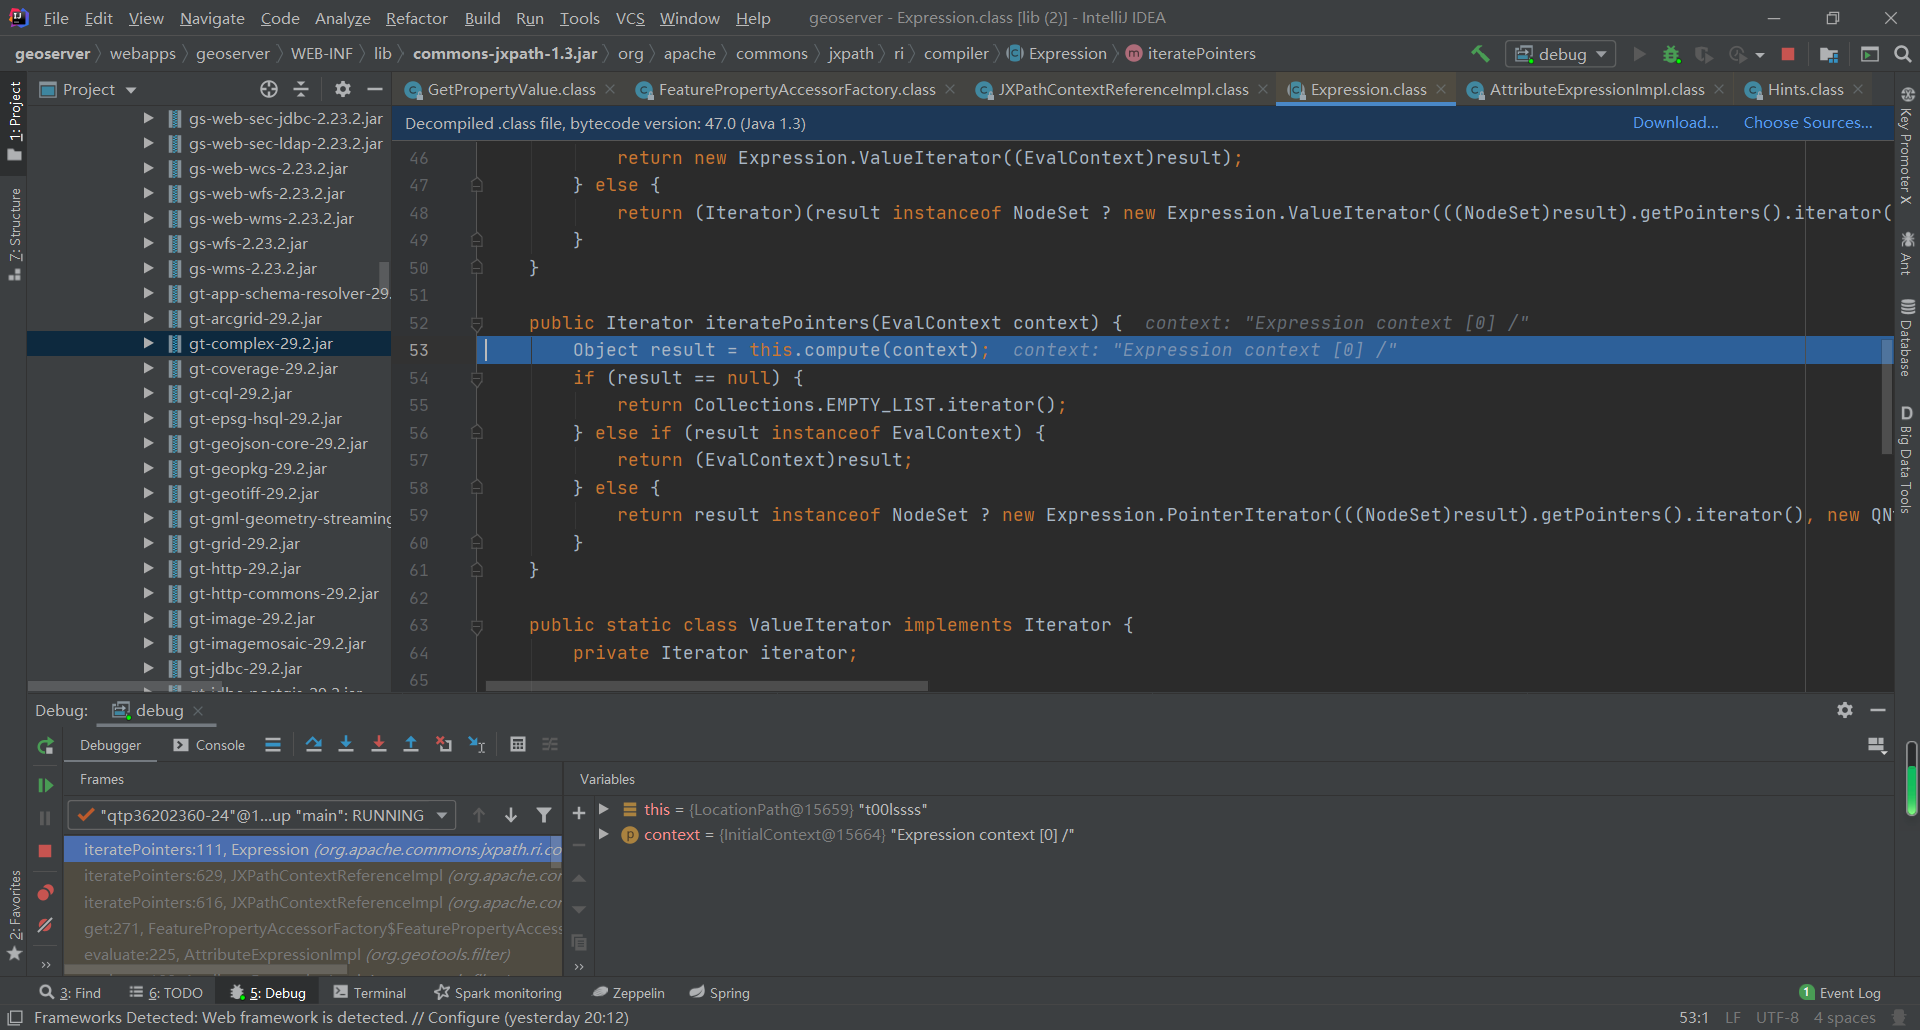 File Edit View Navigate Code Analyze Refactor Build Run Tools VCS Window Help geoserver - Expression.class [lib (2)] - IntelliJ IDEA
geoserver webapps geoserver WEB-INF lib commons-jxpath-1.3.jar org apache commons jxpath ri compiler Expression iteratePointers debug
1: Project
7: Structure
2: Favorites
Project
gs-web-sec-jdbc-2.23.2.jar
gs-web-sec-ldap-2.23.2.jar
gs-web-wcs-2.23.2.jar
gs-web-wfs-2.23.2.jar
gs-web-wms-2.23.2.jar
gs-wfs-2.23.2.jar
gs-wms-2.23.2.jar
gt-app-schema-resolver-29.
gt-arcgrid-29.2.jar
gt-complex-29.2.jar
gt-coverage-29.2.jar
gt-cql-29.2.jar
gt-epsg-hsql-29.2.jar
gt-geojson-core-29.2.jar
gt-geopkg-29.2.jar
gt-geotiff-29.2.jar
gt-gml-geometry-streaming
gt-grid-29.2.jar
gt-http-29.2.jar
gt-http-commons-29.2.jar
gt-image-29.2.jar
gt-imagemosaic-29.2.jar
gt-jdbc-29.2.jar
GetPropertyValue.class FeaturePropertyAccessorFactory.class JXPathContextReferenceImpl.class Expression.class AttributeExpressionImpl.class Hints.class
Decompiled .class file, bytecode version: 47.0 (Java 1.3) Download... Choose Sources...
46 return new Expression.ValueIterator((EvalContext)result);
47 } else {
48 return (Iterator)(result instanceof NodeSet ? new Expression.ValueIterator(((NodeSet)result).getPointers().iterator(
49 }
50 }
51
52 public Iterator iteratePointers(EvalContext context) { context: "Expression context [0] /"
53 Object result = this.compute(context); context: "Expression context [0] /"
54 if (result == null) {
55 return Collections.EMPTY_LIST.iterator();
56 } else if (result instanceof EvalContext) {
57 return (EvalContext)result;
58 } else {
59 return result instanceof NodeSet ? new Expression.PointerIterator(((NodeSet)result).getPointers().iterator(), new QN
60 }
61 }
62
63 public static class ValueIterator implements Iterator {
64 private Iterator iterator;
65
Key Promoter X
Ant
Database
D Big Data Tools
Debug: debug
Debugger Console
Frames
"qtp36202360-24"@1...up "main": RUNNING
iteratePointers:111, Expression (org.apache.commons.jxpath.ri.co
iteratePointers:629, JXPathContextReferenceImpl (org.apache.cor
iteratePointers:616, JXPathContextReferenceImpl (org.apache.cor
get:271, FeaturePropertyAccessorFactory$FeaturePropertyAccess
evaluate:225, AttributeExpressionImpl (org.geotools.filter)
Variables
this = {LocationPath@15659} "t00lssss"
context = {InitialContext@15664} "Expression context [0] /"
3: Find 6: TODO 5: Debug Terminal Spark monitoring Zeppelin Spring 1 Event Log
Frameworks Detected: Web framework is detected. // Configure (yesterday 20:12) 53:1 LF UTF-8 4 spaces